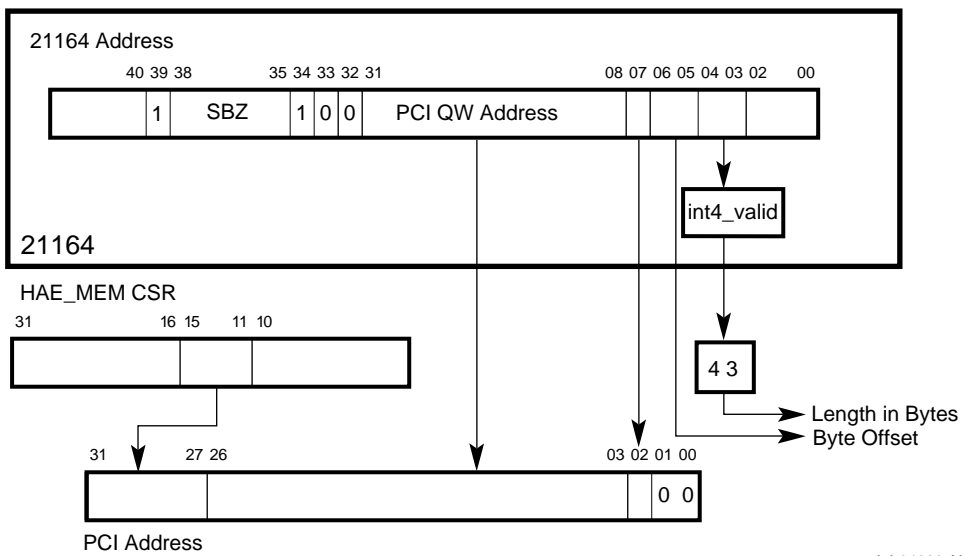 21164 Address
40 39 38 35 34 33 32 31 08 07 06 05 04 03 02 00
1 SBZ 1 0 0 PCI QW Address
int4_valid
21164
HAE_MEM CSR
31 16 15 11 10
4 3
Length in Bytes
Byte Offset
31 27 26 03 02 01 00
0 0
PCI Address